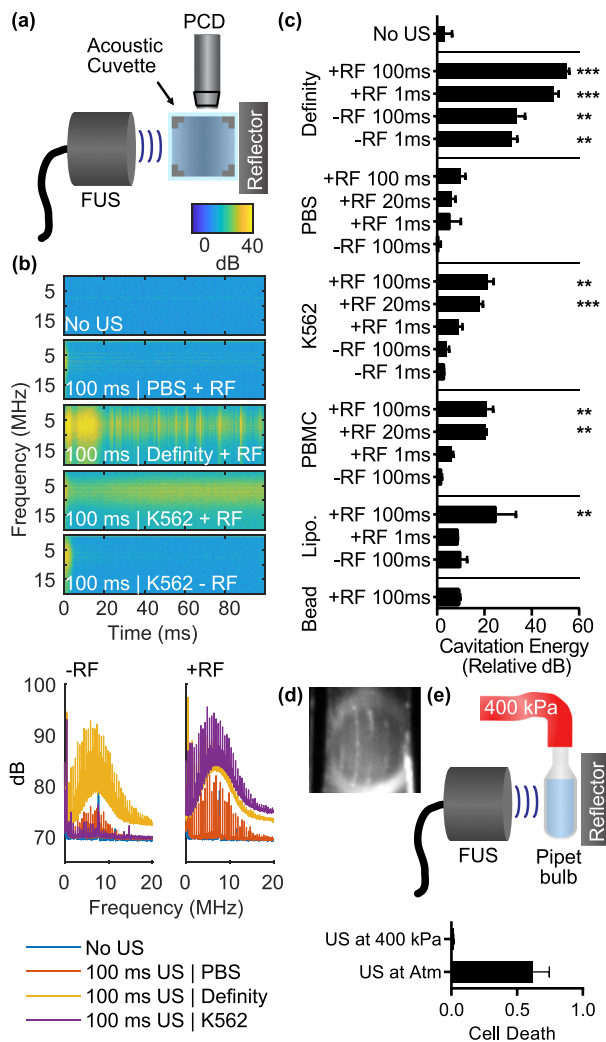 (a)
PCD
Acoustic
Cuvette
FUS
Reflector
0
40
dB
(b)
Frequency (MHz)
5
15
No US
5
15
100 ms | PBS + RF
5
15
100 ms | Definity + RF
5
15
100 ms | K562 + RF
5
15
100 ms | K562 - RF
0
20
40
60
80
Time (ms)
-RF
+RF
dB
100
90
80
70
0
10
20
0
10
20
Frequency (MHz)
No US
100 ms US | PBS
100 ms US | Definity
100 ms US | K562
(c)
No US
Definity
+RF 100ms
***
+RF 1ms
***
-RF 100ms
**
-RF 1ms
**
PBS
+RF 100 ms
+RF 20ms
+RF 1ms
-RF 100ms
K562
+RF 100ms
**
+RF 20ms
***
+RF 1ms
-RF 100ms
-RF 1ms
PBMC
+RF 100ms
**
+RF 20ms
**
+RF 1ms
-RF 100ms
Lipo.
+RF 100ms
**
+RF 1ms
-RF 100ms
Bead
+RF 100ms
0
20
40
60
Cavitation Energy
(Relative dB)
(d)
(e)
400 kPa
FUS
Pipet
bulb
Reflector
US at 400 kPa
US at Atm
0.0
0.5
1.0
Cell Death